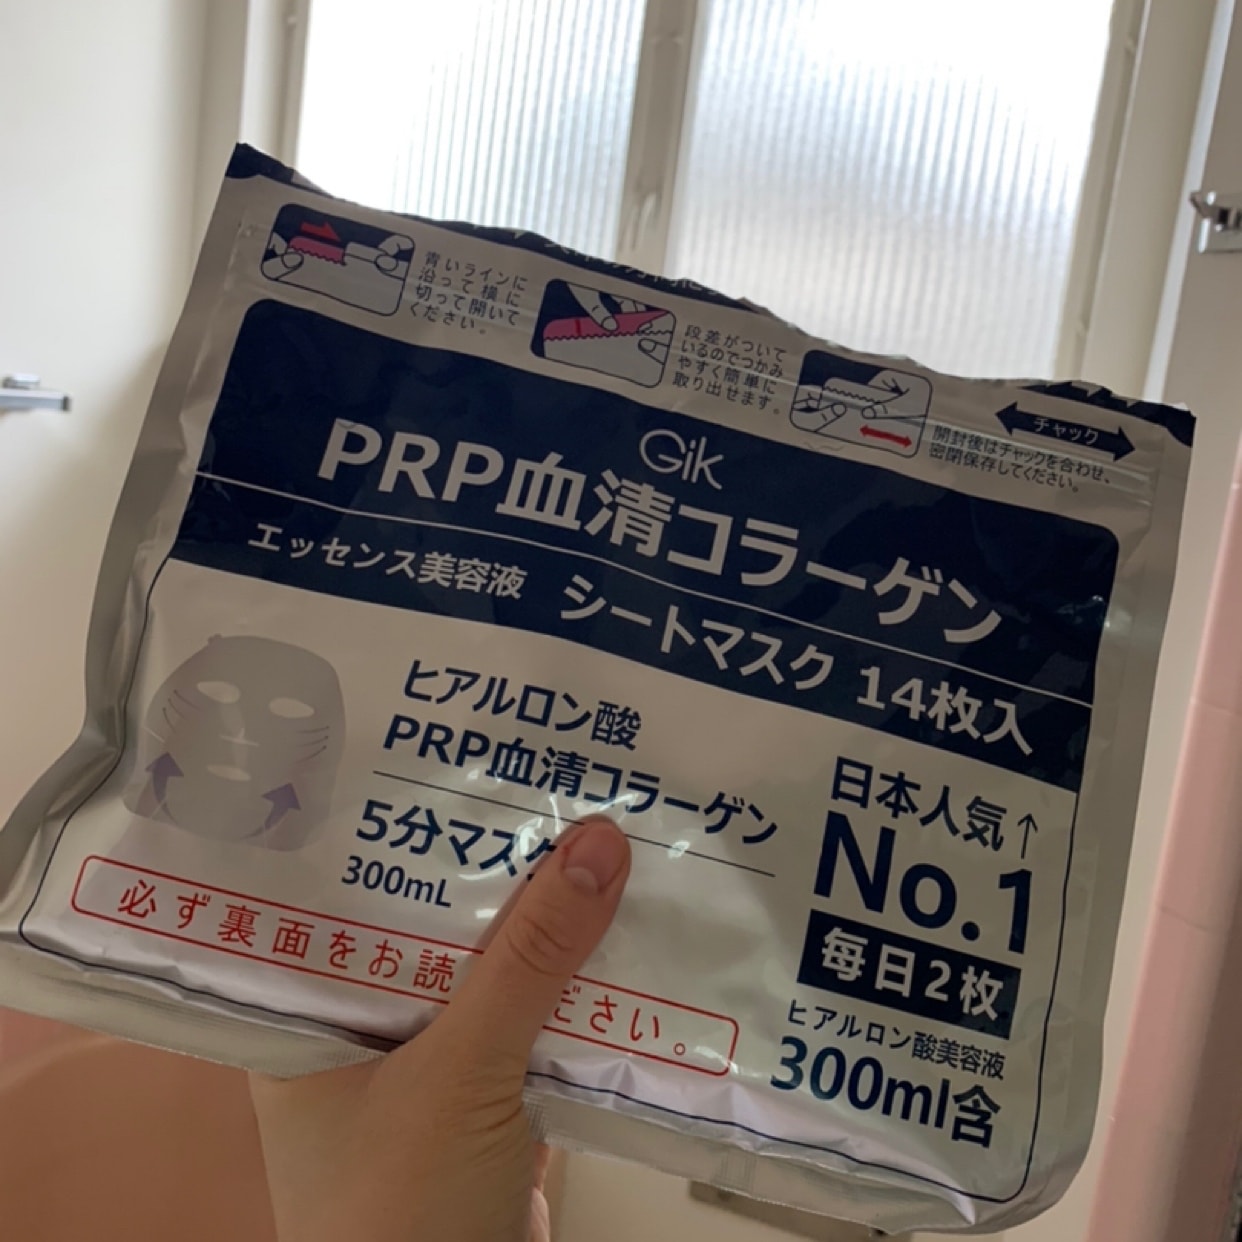 青いラインに
沿って横に
切って開いて
ください。
段差がついて
いるのでつかみ
やすく簡単に
取り出せます。
チャック
開封後はチャックを合わせ、
密閉保存してください。
Gik
PRP血清コラーゲン
エッセンス美容液 シートマスク 14枚入
ヒアルロン酸
PRP血清コラーゲン
5分マスク
300mL
日本人気↑
No.1
毎日2枚
ヒアルロン酸美容液
300ml含
必ず裏面をお読 ださい。